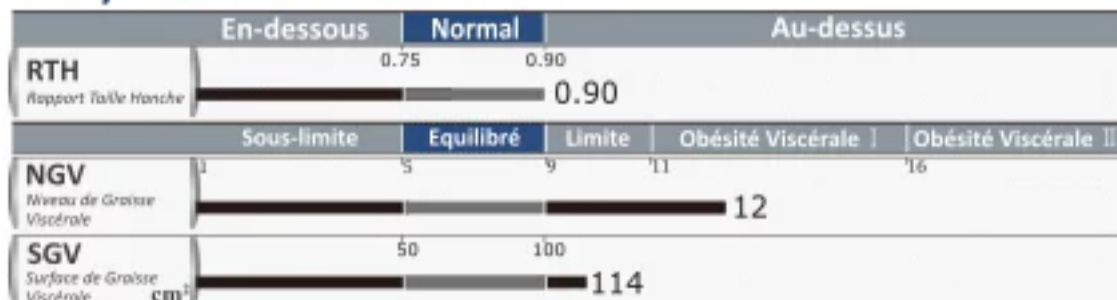 En-dessous Normal Au-dessus
0.75 0.90
RTH
Rapport Taille Hanche
0.90
Sous-limite Equilibré Limite Obésité Viscérale I Obésité Viscérale
1 5 9 11 16
NGV
Niveau de Graisse
Viscérale
12
50 100
SGV
Surface de Graisse
Viscérale cm²
114